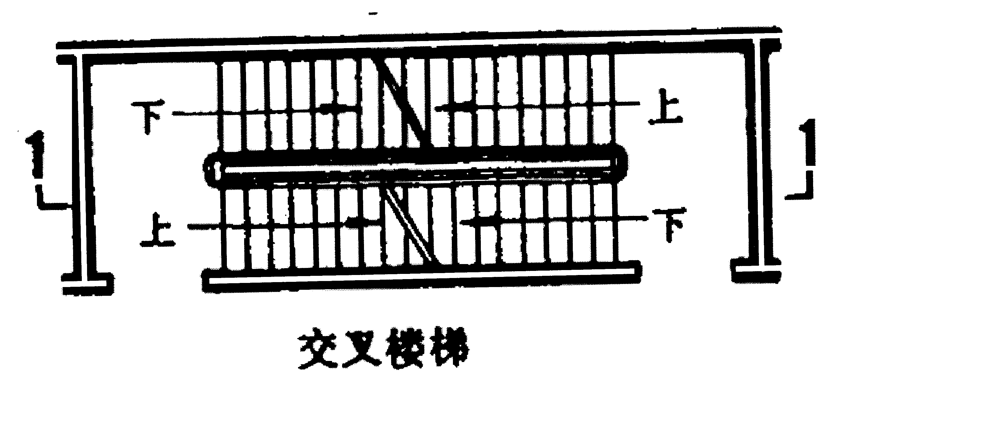 下 上
1 1
上 下
交叉楼梯